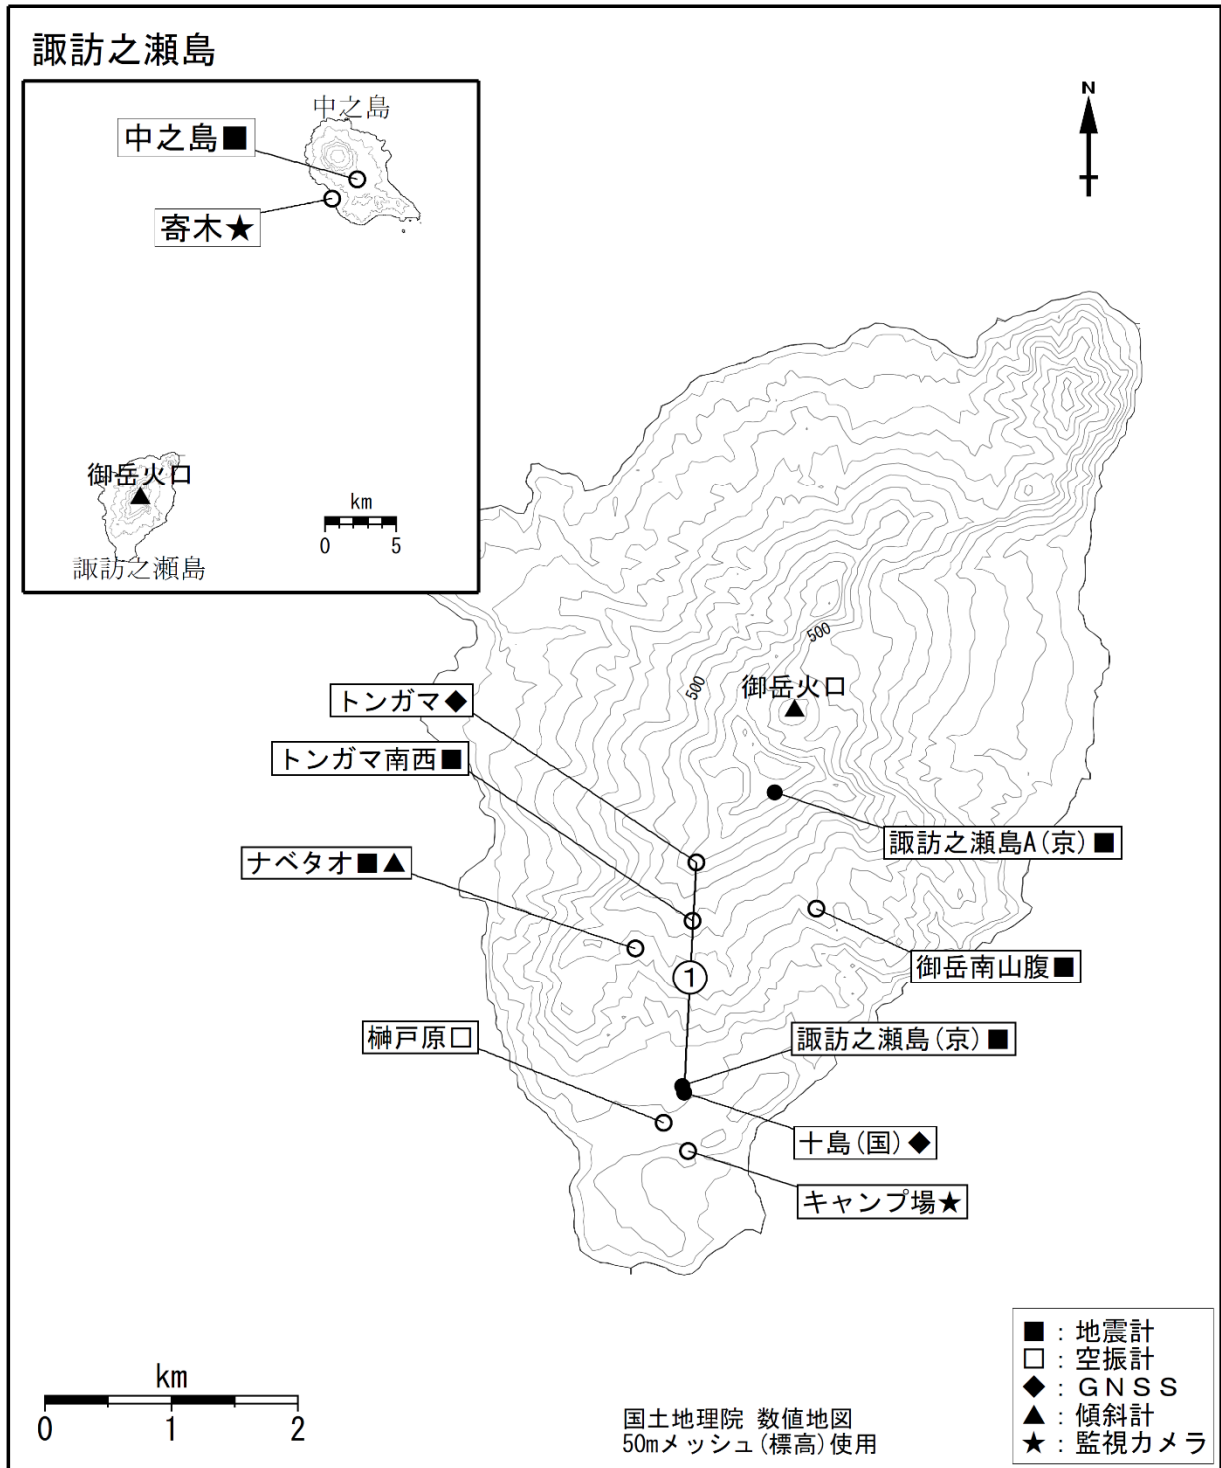 諏訪之瀬島
中之島
中之島■
寄木★
御岳火口
諏訪之瀬島
km
0 5
N
500
500
御岳火口
トンガマ◆
トンガマ南西■
諏訪之瀬島A(京)■
ナベタオ■▲
御岳南山腹■
①
榊戸原□
諏訪之瀬島(京)■
十島(国)◆
キャンプ場★
km
0 1 2
国土地理院 数値地図
50mメッシュ(標高)使用
■：地震計
□：空振計
◆：ＧＮＳＳ
▲：傾斜計
★：監視カメラ